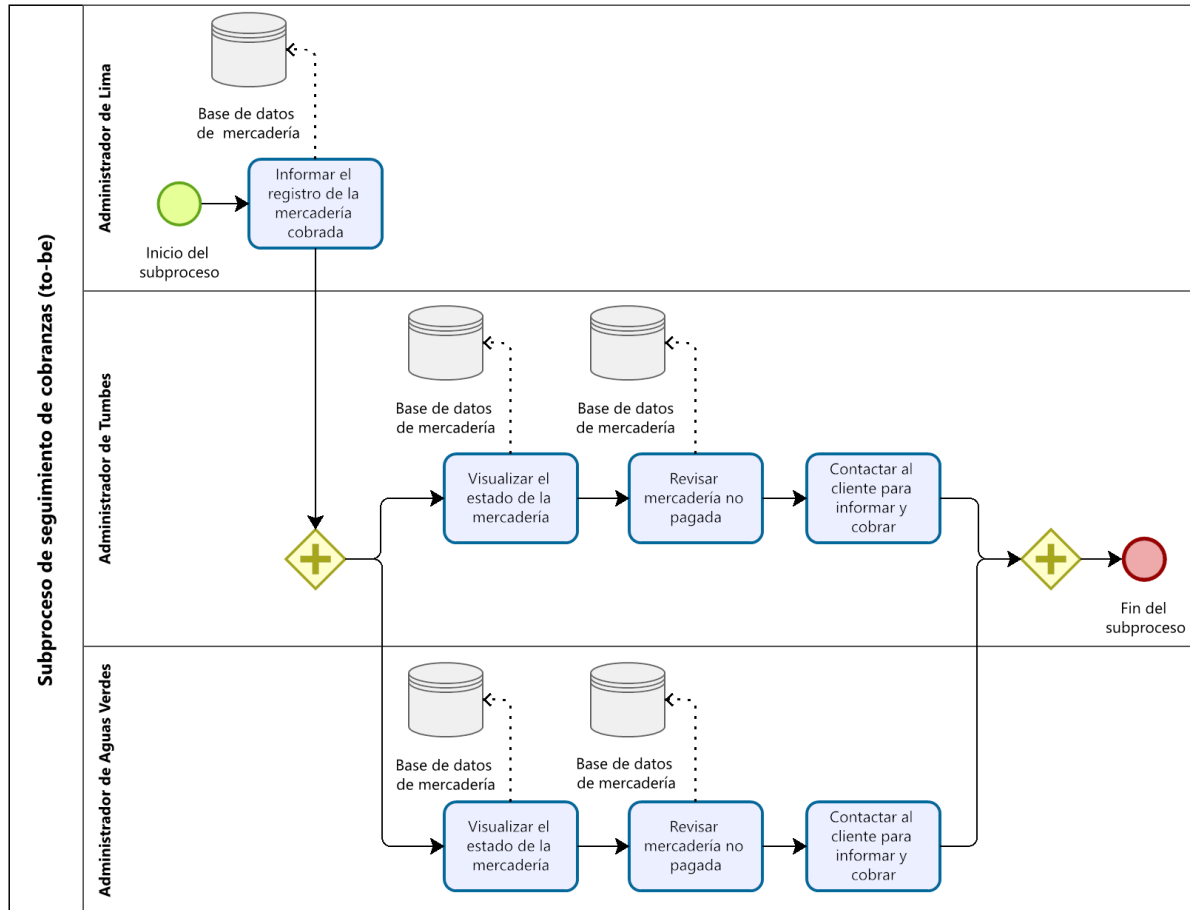 Subproceso de seguimiento de cobranzas (to-be)
Administrador de Lima
Base de datos
de mercadería
Informar el
registro de la
mercadería
cobrada
Inicio del
subproceso
Administrador de Tumbes
Base de datos
de mercadería
Base de datos
de mercadería
Visualizar el
estado de la
mercadería
Revisar
mercadería no
pagada
Contactar al
cliente para
informar y
cobrar
Fin del
subproceso
Administrador de Aguas Verdes
Base de datos
de mercadería
Base de datos
de mercadería
Visualizar el
estado de la
mercadería
Revisar
mercadería no
pagada
Contactar al
cliente para
informar y
cobrar